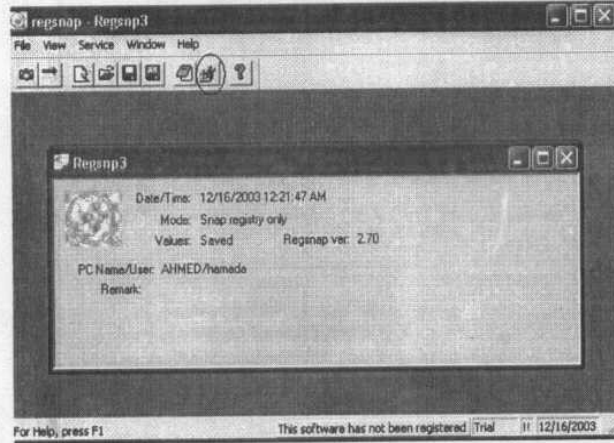 regsnap - Regsnp3
File View Service Window Help
Regsnp3
Date/Time: 12/16/2003 12:21:47 AM
Mode: Snap registry only
Values: Saved Regsnap ver: 2.70
PC Name/User: AHMED/hamada
Remark:
For Help, press F1 This software has not been registered Trial 12/16/2003